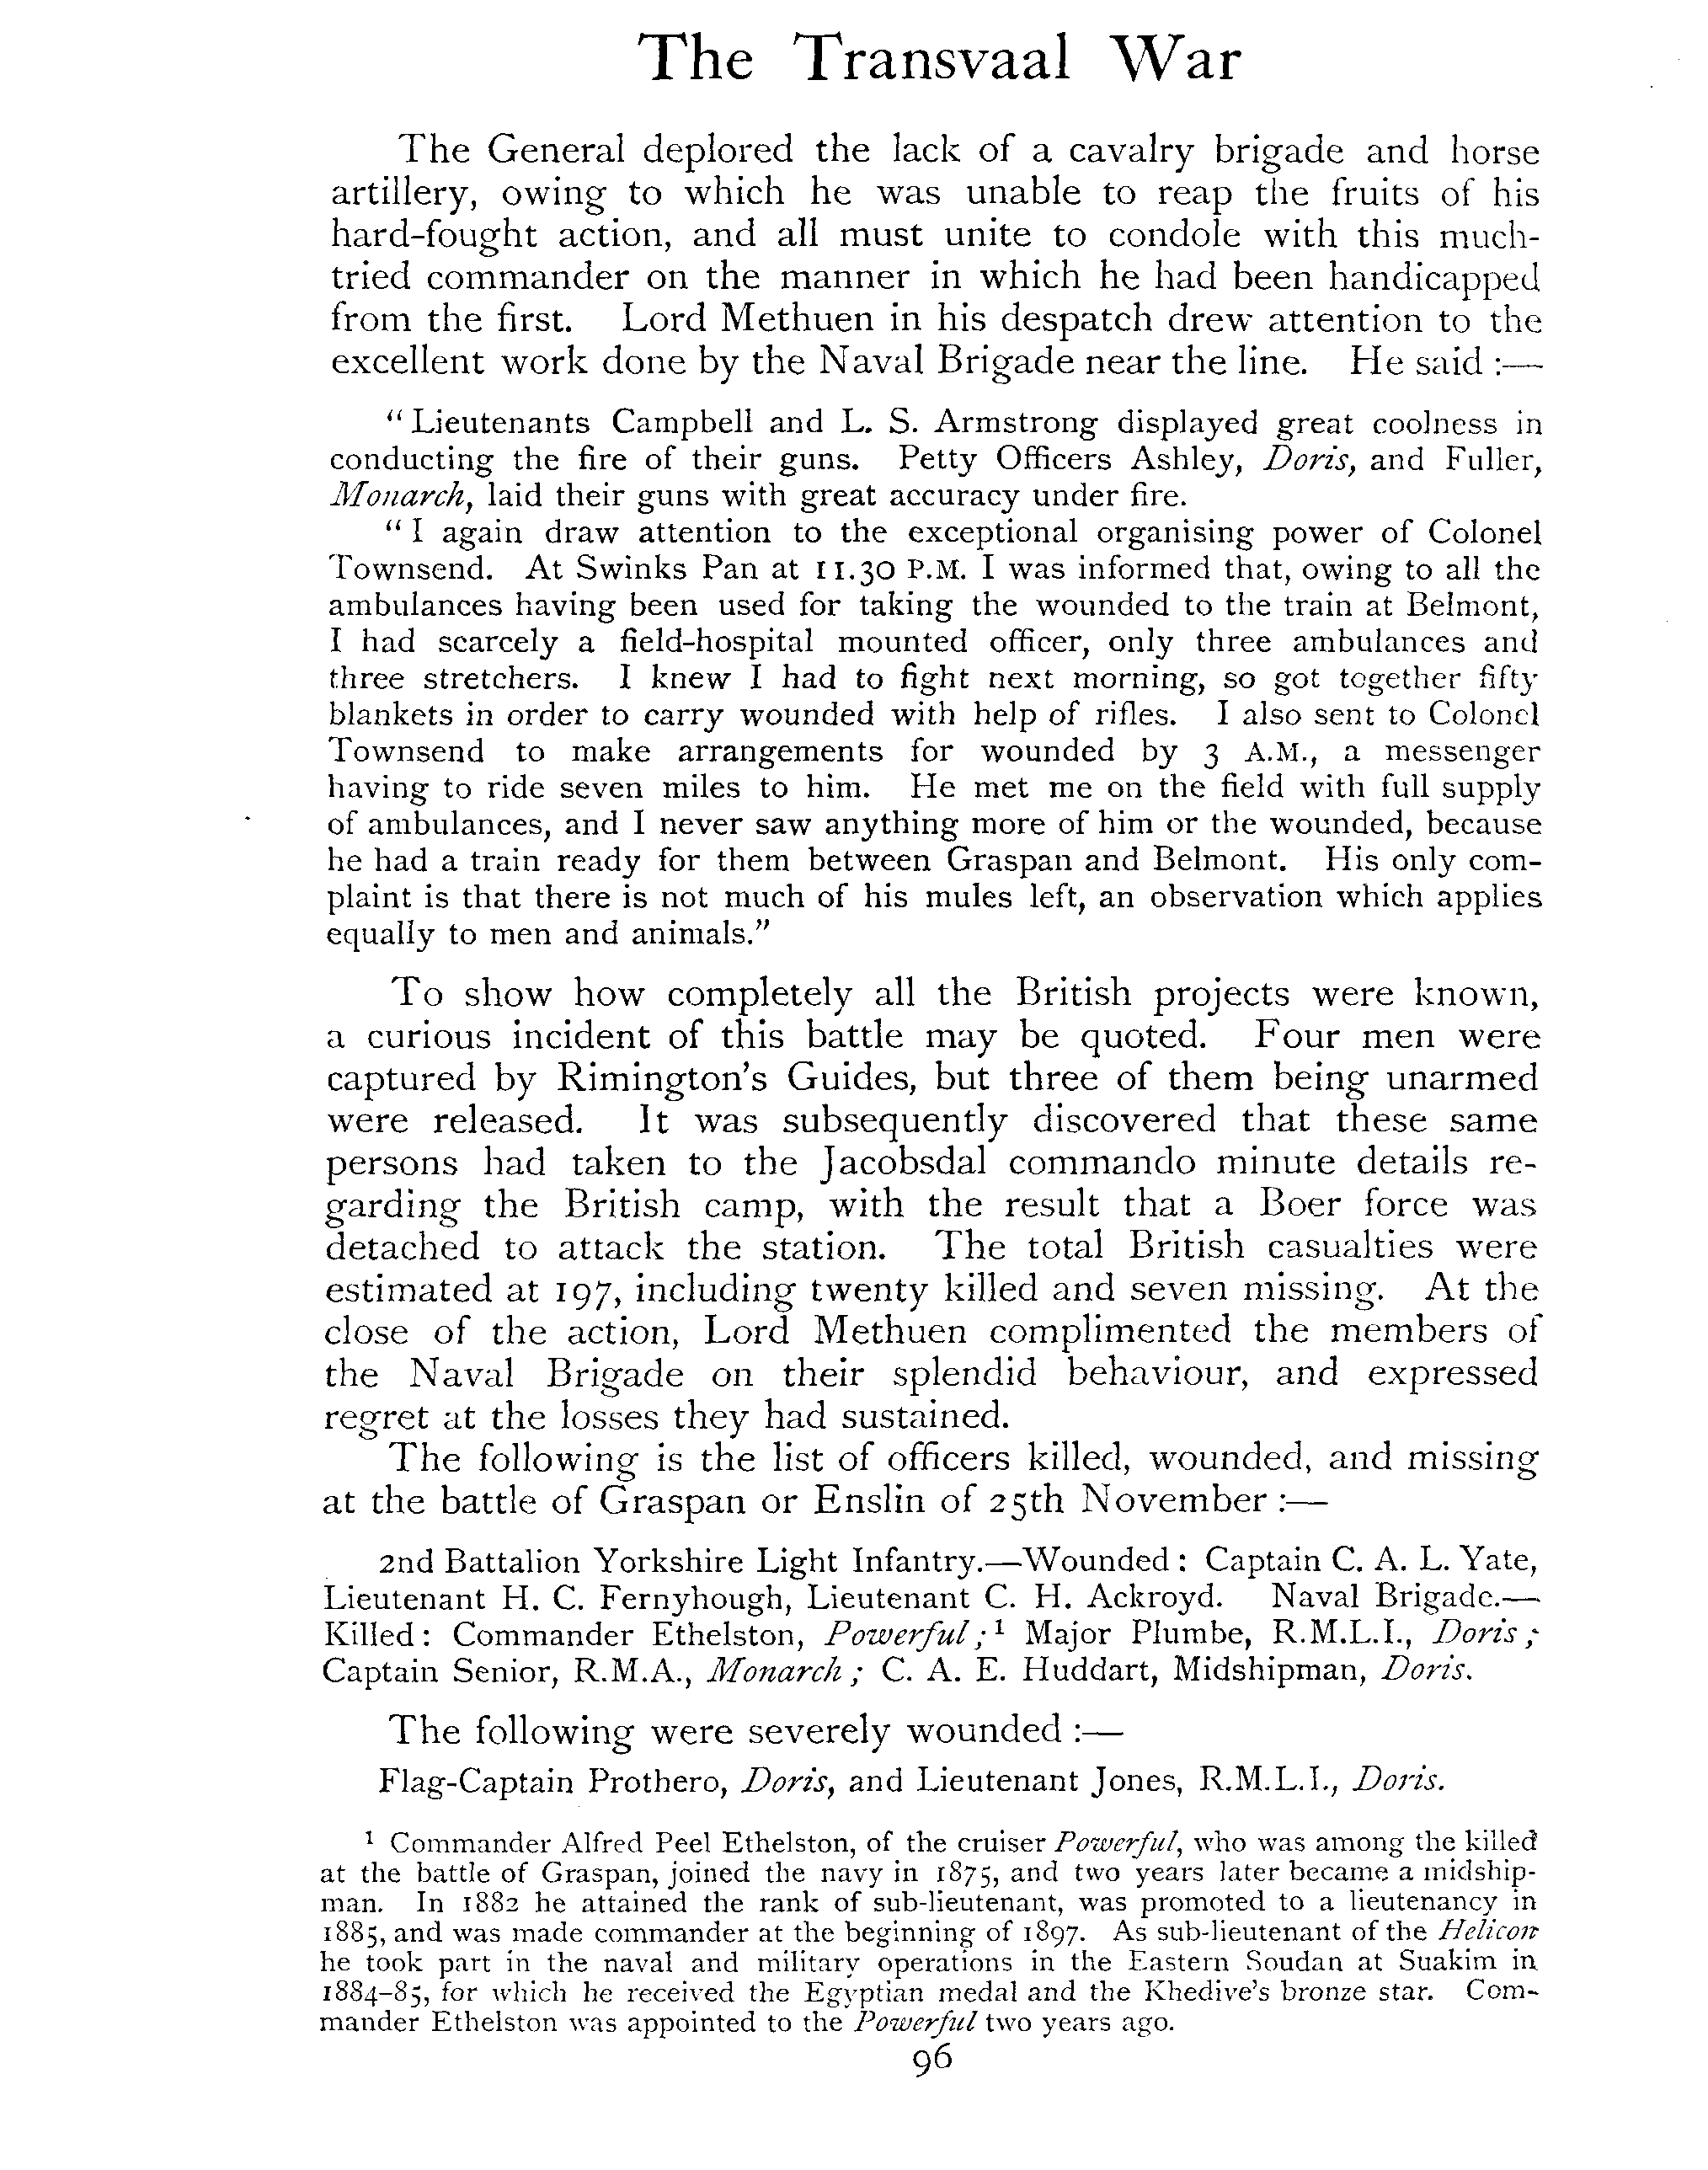 The Transvaal War
The General deplored the lack of a cavalry brigade and horse
artillery, owing to which he was unable to reap the fruits of his
hard-fought action, and all must unite to condole with this much-
tried commander on the manner in which he had been handicapped
from the first. Lord Methuen in his despatch drew attention to the
excellent work done by the Naval Brigade near the line. He said :—
“Lieutenants Campbell and L. S. Armstrong displayed great coolness in
conducting the fire of their guns. Petty Officers Ashley, Doris, and Fuller,
Monarch, laid their guns with great accuracy under fire.
“I again draw attention to the exceptional organising power of Colonel
Townsend. At Swinks Pan at 11.30 P.M. I was informed that, owing to all the
ambulances having been used for taking the wounded to the train at Belmont,
I had scarcely a field-hospital mounted officer, only three ambulances and
three stretchers. I knew I had to fight next morning, so got together fifty
blankets in order to carry wounded with help of rifles. I also sent to Colonel
Townsend to make arrangements for wounded by 3 A.M., a messenger
having to ride seven miles to him. He met me on the field with full supply
of ambulances, and I never saw anything more of him or the wounded, because
he had a train ready for them between Graspan and Belmont. His only com-
plaint is that there is not much of his mules left, an observation which applies
equally to men and animals.”
To show how completely all the British projects were known,
a curious incident of this battle may be quoted. Four men were
captured by Rimington's Guides, but three of them being unarmed
were released. It was subsequently discovered that these same
persons had taken to the Jacobsdal commando minute details re-
garding the British camp, with the result that a Boer force was
detached to attack the station. The total British casualties were
estimated at 197, including twenty killed and seven missing. At the
close of the action, Lord Methuen complimented the members of
the Naval Brigade on their splendid behaviour, and expressed
regret at the losses they had sustained.
The following is the list of officers killed, wounded, and missing
at the battle of Graspan or Enslin of 25th November :—
2nd Battalion Yorkshire Light Infantry.—Wounded : Captain C. A. L. Yate,
Lieutenant H. C. Fernyhough, Lieutenant C. H. Ackroyd. Naval Brigade.—
Killed : Commander Ethelston, Powerful ;¹ Major Plumbe, R.M.L.I., Doris ;
Captain Senior, R.M.A., Monarch ; C. A. E. Huddart, Midshipman, Doris.
The following were severely wounded :—
Flag-Captain Prothero, Doris, and Lieutenant Jones, R.M.L.I., Doris.
¹ Commander Alfred Peel Ethelston, of the cruiser Powerful, who was among the killed
at the battle of Graspan, joined the navy in 1875, and two years later became a midship-
man. In 1882 he attained the rank of sub-lieutenant, was promoted to a lieutenancy in
1885, and was made commander at the beginning of 1897. As sub-lieutenant of the Helicon
he took part in the naval and military operations in the Eastern Soudan at Suakim in
1884–85, for which he received the Egyptian medal and the Khedive's bronze star. Com-
mander Ethelston was appointed to the Powerful two years ago.
96